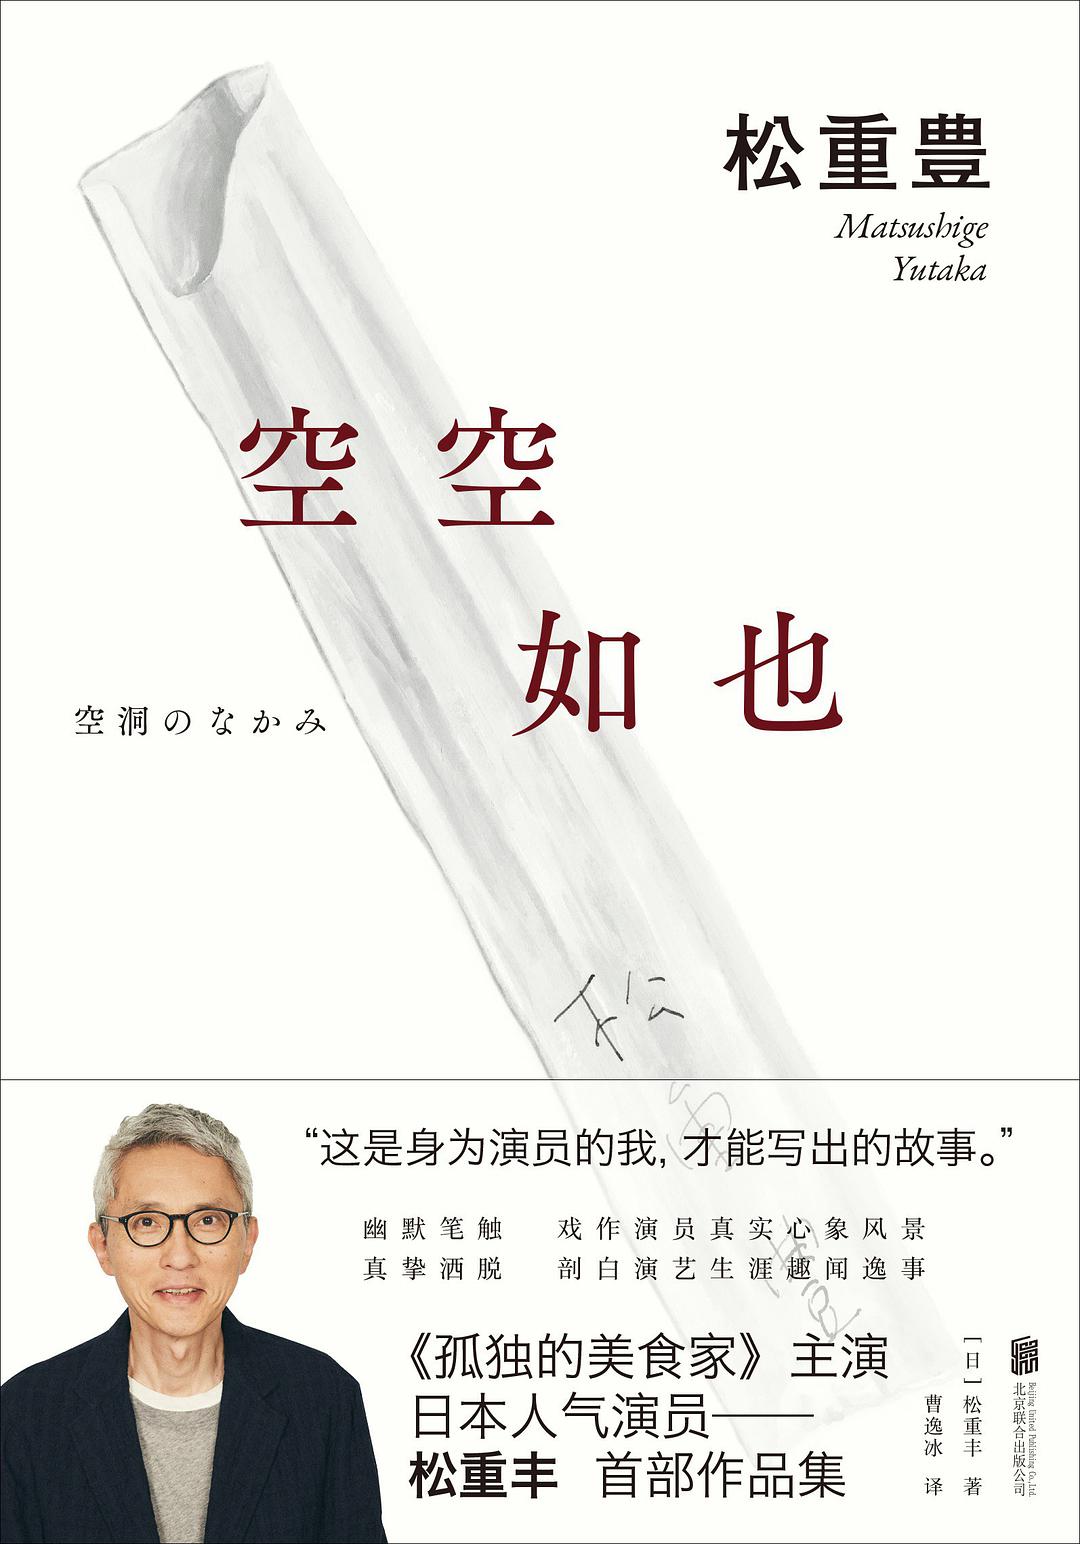 松重豊
Matsushige
Yutaka
空空
如也
空洞のなかみ
松
重
豊
“这是身为演员的我，才能写出的故事。”
幽默笔触 戏作演员真实心象风景
真挚洒脱 剖白演艺生涯趣闻逸事
《孤独的美食家》主演
日本人气演员——
松重丰 首部作品集
［日］松重丰 著
曹逸冰 译
北京联合出版公司
Beijing United Publishing Co.,Ltd.